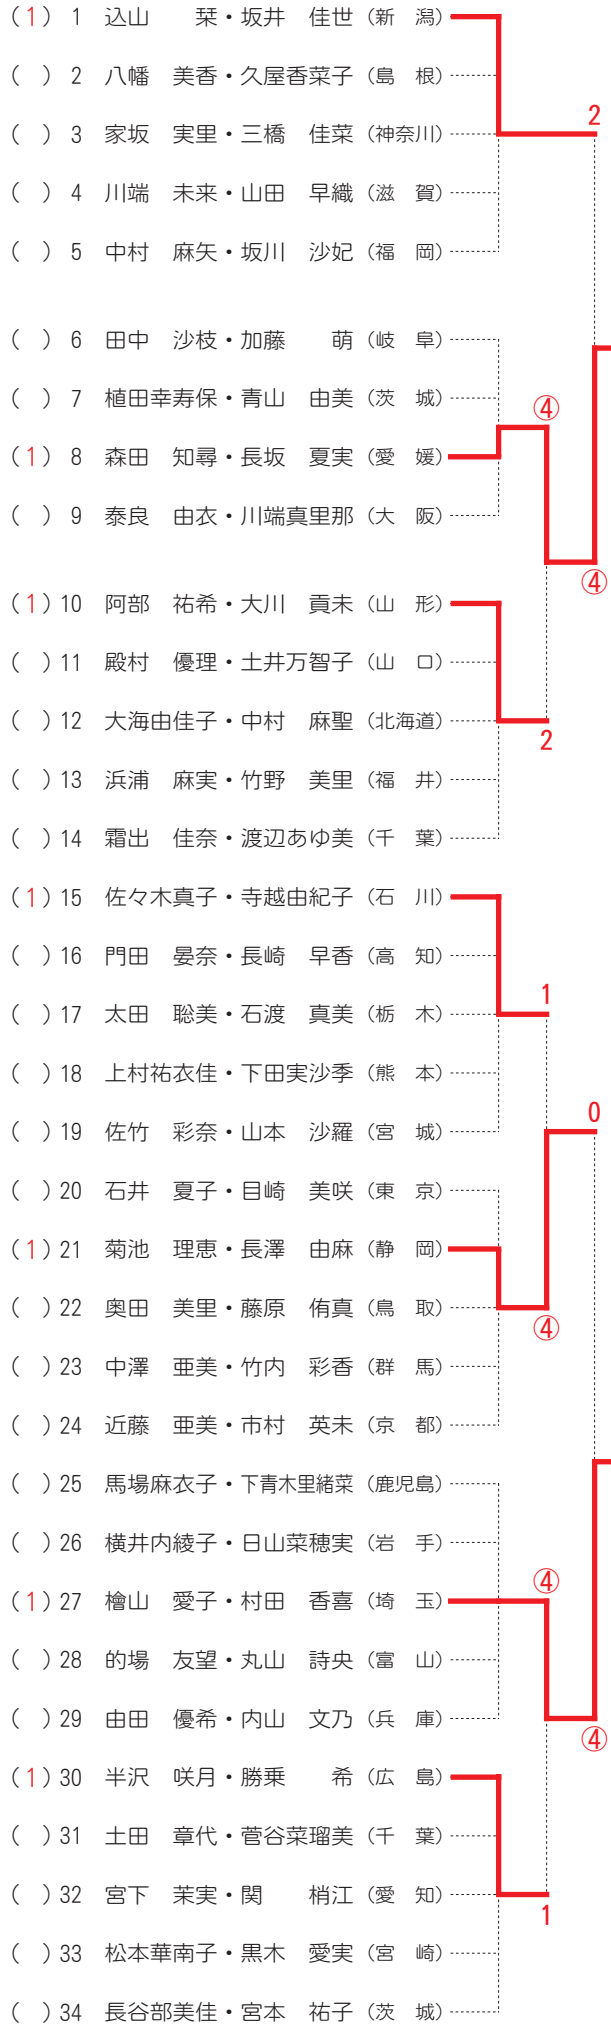 (1) 1 込山　　栞・坂井　佳世 (新　潟)
(　) 2 八幡　美香・久屋香菜子 (島　根)
2
(　) 3 家坂　実里・三橋　佳菜 (神奈川)
(　) 4 川端　未来・山田　早織 (滋　賀)
(　) 5 中村　麻矢・坂川　沙妃 (福　岡)
(　) 6 田中　沙枝・加藤　　萌 (岐　阜)
(　) 7 植田幸寿保・青山　由美 (茨　城)
④
(1) 8 森田　知尋・長坂　夏実 (愛　媛)
(　) 9 泰良　由衣・川端真里那 (大　阪)
④
(1) 10 阿部　祐希・大川　貢未 (山　形)
(　) 11 殿村　優理・土井万智子 (山　口)
(　) 12 大海由佳子・中村　麻聖 (北海道)
2
(　) 13 浜浦　麻実・竹野　美里 (福　井)
(　) 14 霜出　佳奈・渡辺あゆ美 (千　葉)
(1) 15 佐々木真子・寺越由紀子 (石　川)
(　) 16 門田　晏奈・長崎　早香 (高　知)
1
(　) 17 太田　聡美・石渡　真美 (栃　木)
(　) 18 上村祐衣佳・下田実沙季 (熊　本)
0
(　) 19 佐竹　彩奈・山本　沙羅 (宮　城)
(　) 20 石井　夏子・目崎　美咲 (東　京)
(1) 21 菊池　理恵・長澤　由麻 (静　岡)
(　) 22 奥田　美里・藤原　侑真 (鳥　取)
④
(　) 23 中澤　亜美・竹内　彩香 (群　馬)
(　) 24 近藤　亜美・市村　英未 (京　都)
(　) 25 馬場麻衣子・下青木里緒菜 (鹿児島)
(　) 26 横井内綾子・日山菜穂実 (岩　手)
④
(1) 27 檜山　愛子・村田　香喜 (埼　玉)
(　) 28 的場　友望・丸山　詩央 (富　山)
(　) 29 由田　優希・内山　文乃 (兵　庫)
④
(1) 30 半沢　咲月・勝乗　　希 (広　島)
(　) 31 土田　章代・菅谷菜瑠美 (千　葉)
(　) 32 宮下　茉実・関　　梢江 (愛　知)
1
(　) 33 松本華南子・黒木　愛実 (宮　崎)
(　) 34 長谷部美佳・宮本　祐子 (茨　城)